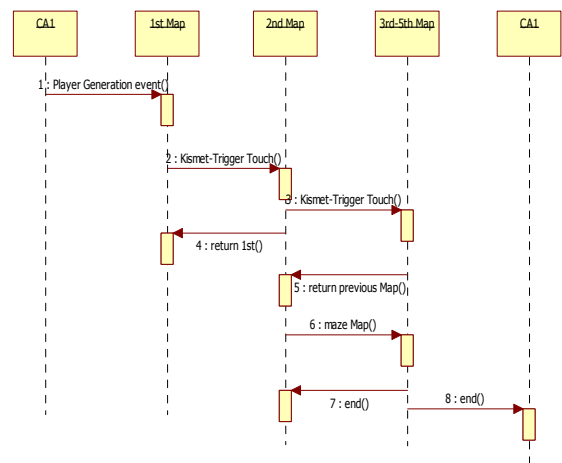 CA1
1st Map
2nd Map
3rd-5th Map
CA1
1 : Player Generation event()
2 : Kismet-Trigger Touch()
3 : Kismet-Trigger Touch()
4 : return 1st()
5 : return previous Map()
6 : maze Map()
7 : end()
8 : end()